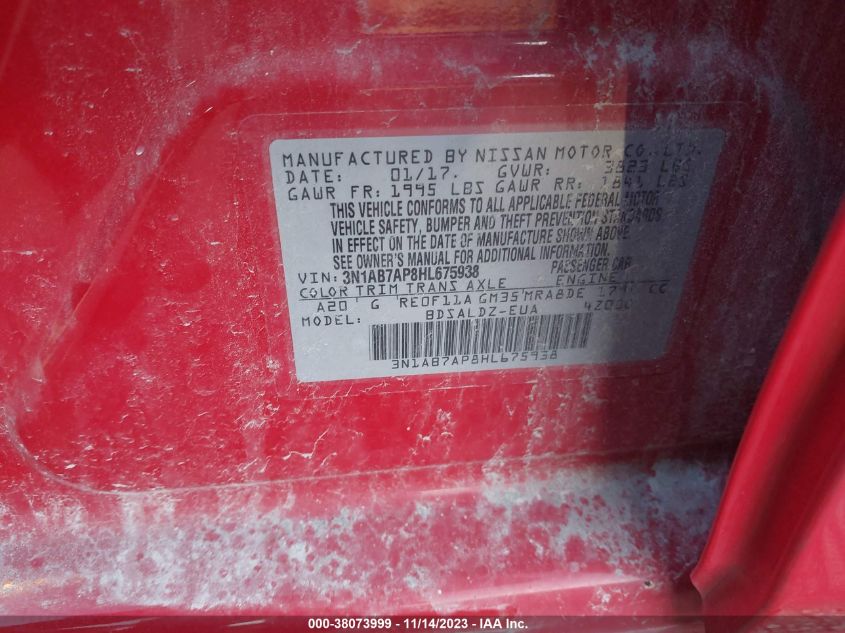 MANUFACTURED BY NISSAN MOTOR CO., LTD.
DATE: 01/17. GVWR: 3823 LBS
GAWR FR: 1995 LBS GAWR RR: 1841 LBS
THIS VEHICLE CONFORMS TO ALL APPLICABLE FEDERAL MOTOR
VEHICLE SAFETY, BUMPER AND THEFT PREVENTION STANDARDS
IN EFFECT ON THE DATE OF MANUFACTURE SHOWN ABOVE.
SEE OWNER'S MANUAL FOR ADDITIONAL INFORMATION.
VIN: 3N1AB7AP8HL675938 PASSENGER CAR
COLOR TRIM TRANS AXLE ENGINE
A20 G RE0F11A GM35 MRA8DE CC
MODEL: BDSALDZ-EUA
3N1AB7AP8HL675938
000-38073999 - 11/14/2023 - IAA Inc.